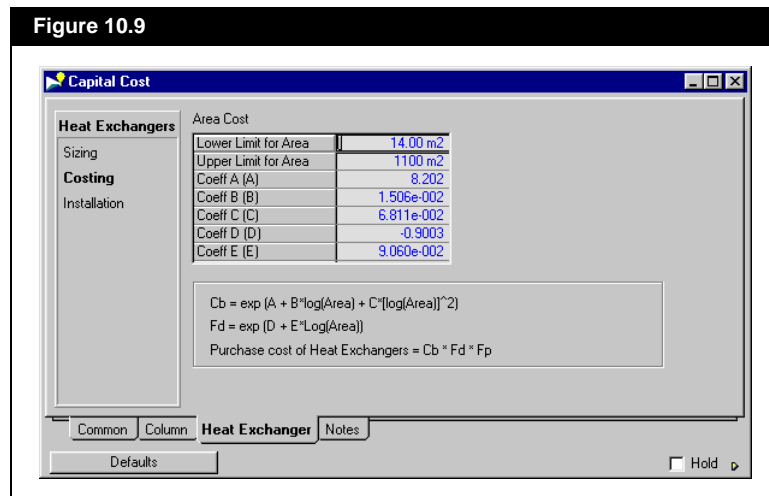 Figure 10.9
Capital Cost
Heat Exchangers
Sizing
Costing
Installation
Area Cost
Lower Limit for Area 14.00 m2
Upper Limit for Area 1100 m2
Coeff A (A) 8.202
Coeff B (B) 1.506e-002
Coeff C (C) 6.811e-002
Coeff D (D) -0.9003
Coeff E (E) 9.060e-002
Cb = exp (A + B*log(Area) + C*[log(Area)]^2)
Fd = exp (D + E*Log(Area))
Purchase cost of Heat Exchangers = Cb * Fd * Fp
Common Column Heat Exchanger Notes
Defaults Hold